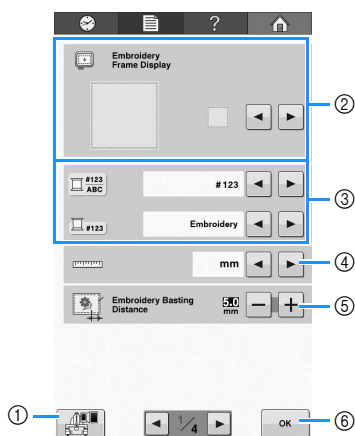 ?
Embroidery
Frame Display
②
#123
ABC
#123
③
#123
Embroidery
mm
④
Embroidery Basting
Distance
5.0
mm
⑤
①
1/4
OK
⑥